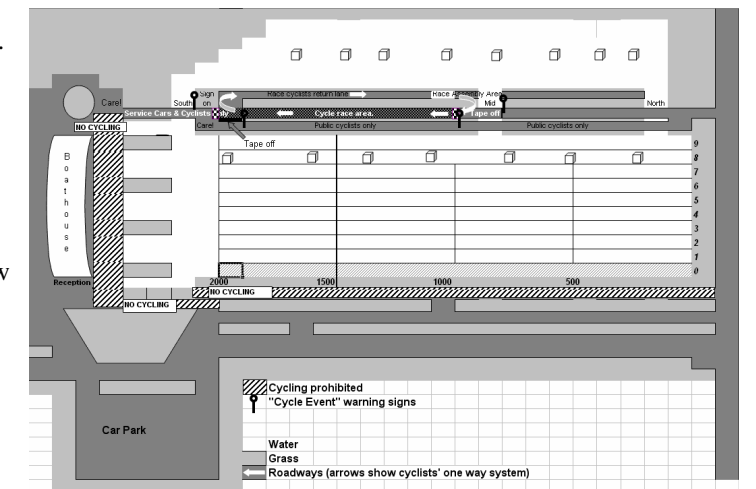 .
Sign
Race cyclists return lane
Race Assembly Area
Care!
South
on
Mid
North
Service Cars & Cyclists only
Cycle race area.
Tape off
NO CYCLING
Care!
Public cyclists only
Public cyclists only
Tape off
Boathouse
9
8
7
6
5
4
3
2
1
0
Reception
2000
1500
1000
500
v
NO CYCLING
NO CYCLING
Cycling prohibited
"Cycle Event" warning signs
Car Park
Water
Grass
Roadways (arrows show cyclists' one way system)